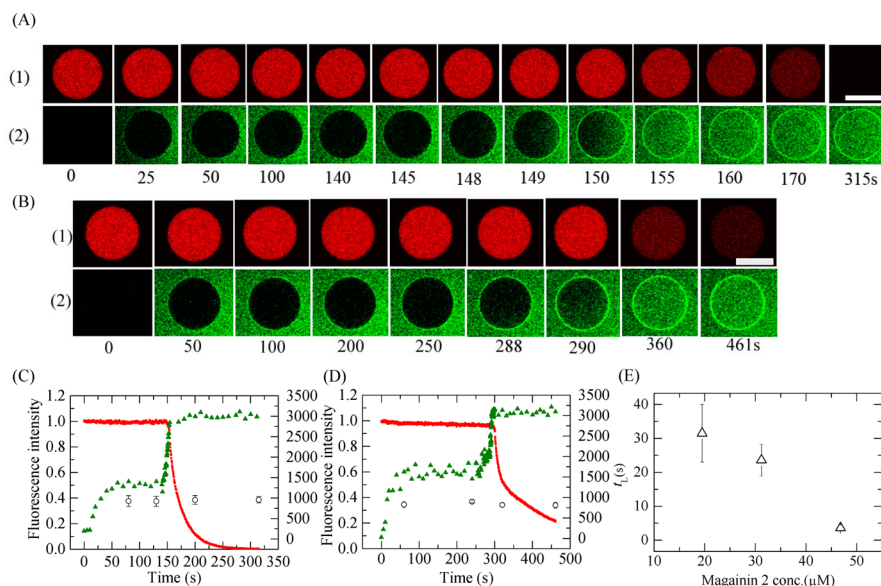 (A)
(1)
(2)
0 25 50 100 140 145 148 149 150 155 160 170 315s
(B)
(1)
(2)
0 50 100 200 250 288 290 360 461s
(C)
Fluorescence intensity
1.2
1.0
0.8
0.6
0.4
0.2
0.0
3500
3000
2500
2000
1500
1000
500
0
0 50 100 150 200 250 300 350
Time (s)
(D)
Fluorescence intensity
1.2
1.0
0.8
0.6
0.4
0.2
0.0
3500
3000
2500
2000
1500
1000
500
0
0 100 200 300 400 500
Time (s)
(E)
tL(s)
40
30
20
10
0
10 20 30 40 50
Magainin 2 conc.(μM)